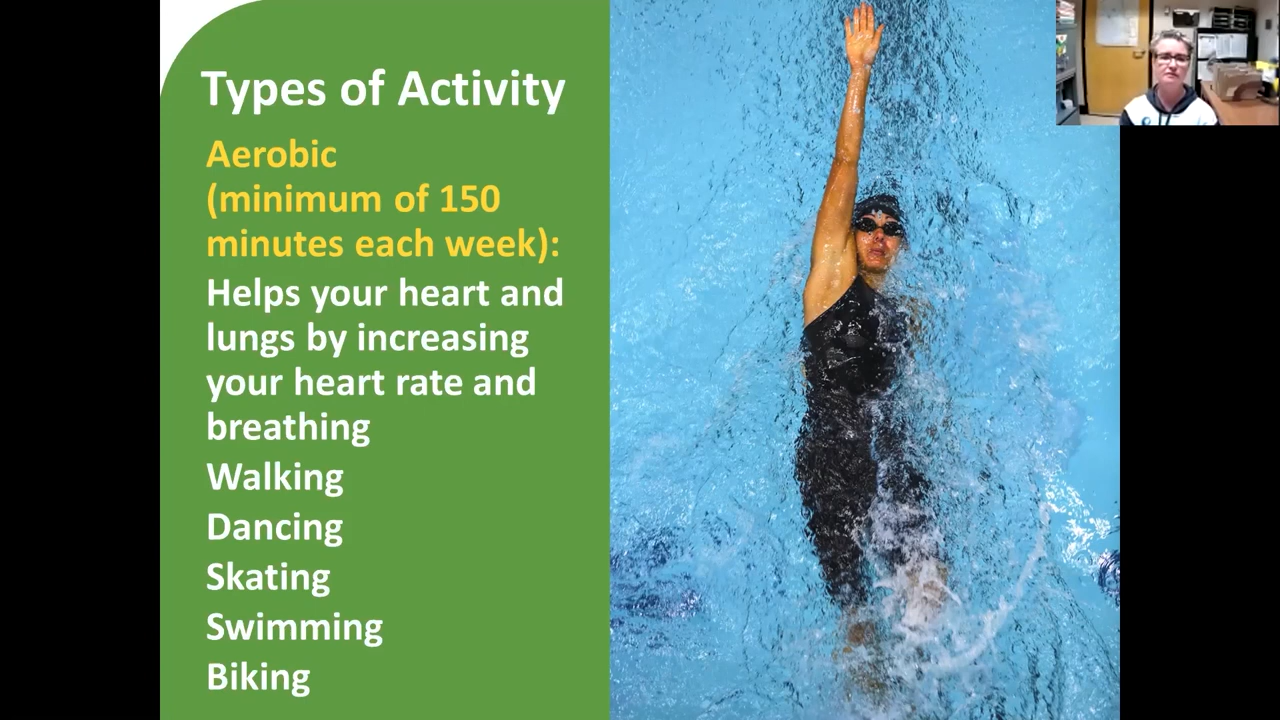 Types of Activity
Aerobic
(minimum of 150
minutes each week):
Helps your heart and
lungs by increasing
your heart rate and
breathing
Walking
Dancing
Skating
Swimming
Biking